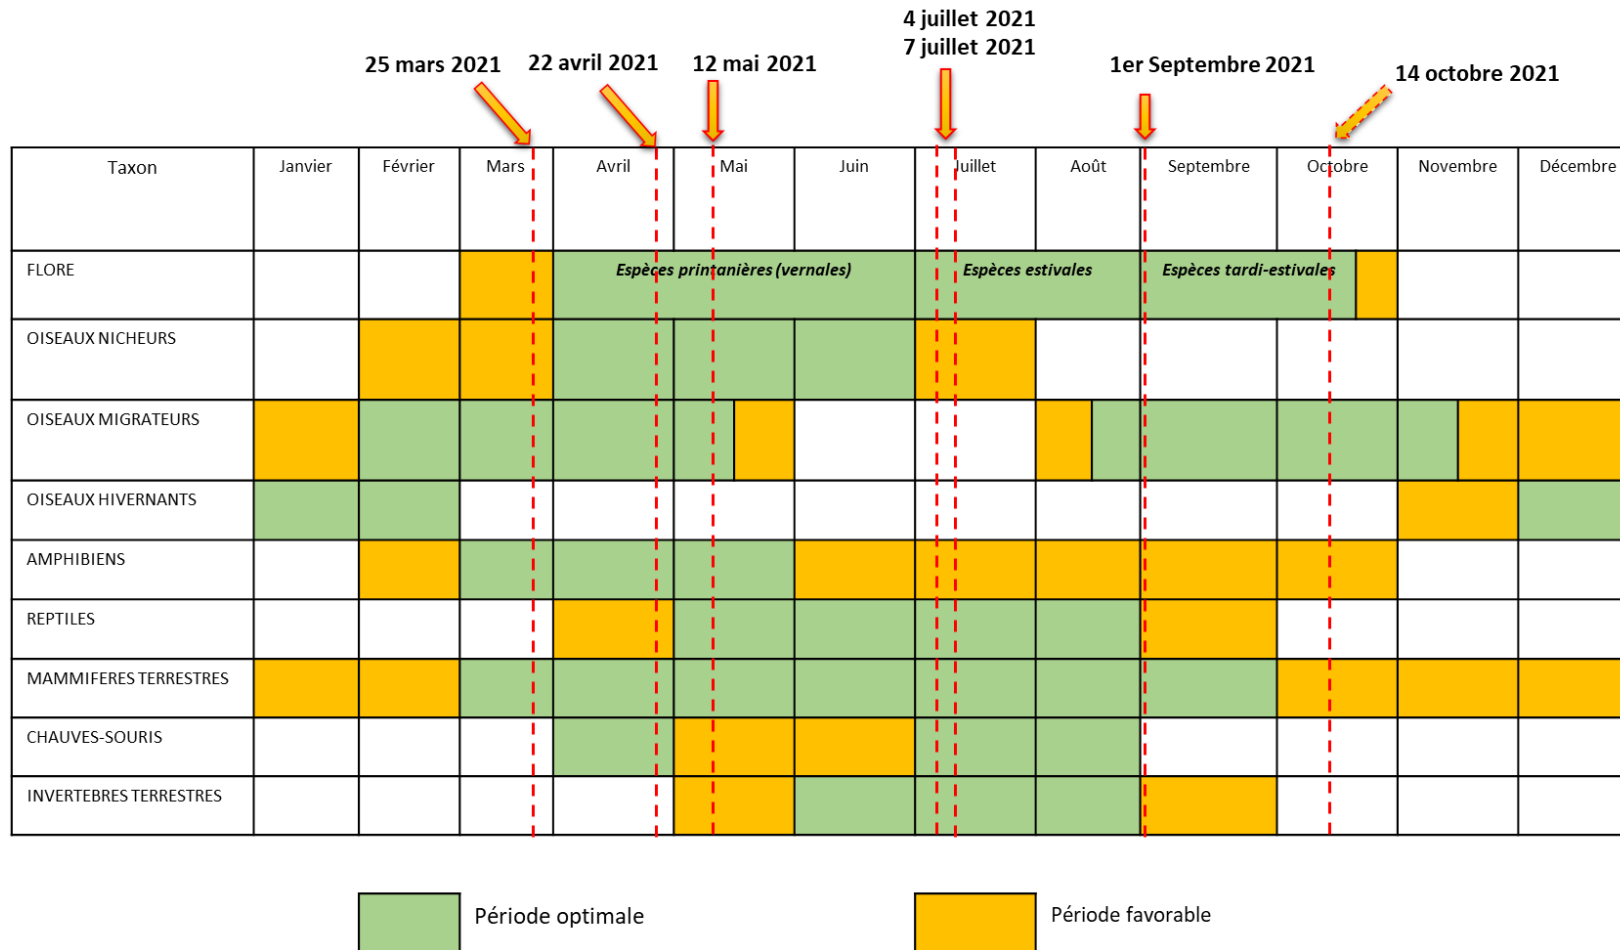 4 juillet 2021
7 juillet 2021
25 mars 2021
22 avril 2021
12 mai 2021
1er Septembre 2021
14 octobre 2021
Taxon
Janvier
Février
Mars
Avril
Mai
Juin
Juillet
Août
Septembre
Octobre
Novembre
Décembre
FLORE
Espèces printanières (vernales)
Espèces estivales
Espèces tardi-estivales
OISEAUX NICHEURS
OISEAUX MIGRATEURS
OISEAUX HIVERNANTS
AMPHIBIENS
REPTILES
MAMMIFERES TERRESTRES
CHAUVES-SOURIS
INVERTEBRES TERRESTRES
Période optimale
Période favorable